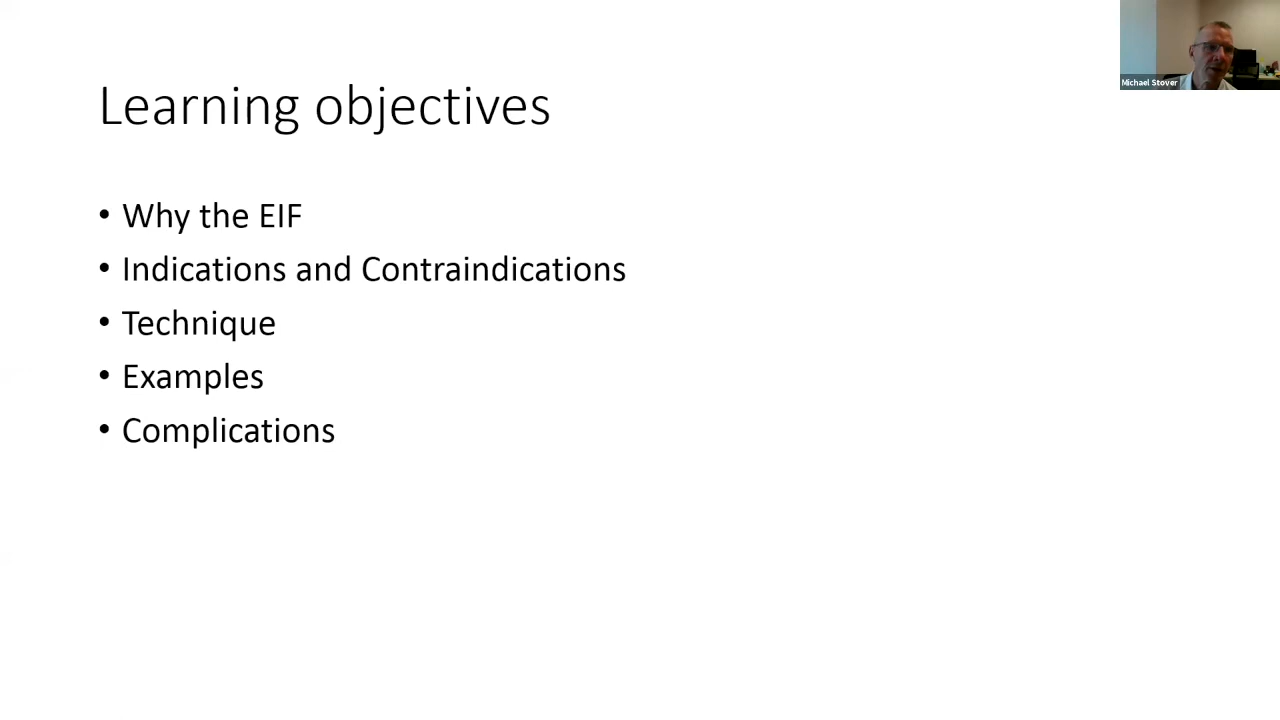 Michael Stover
Learning objectives
• Why the EIF
• Indications and Contraindications
• Technique
• Examples
• Complications